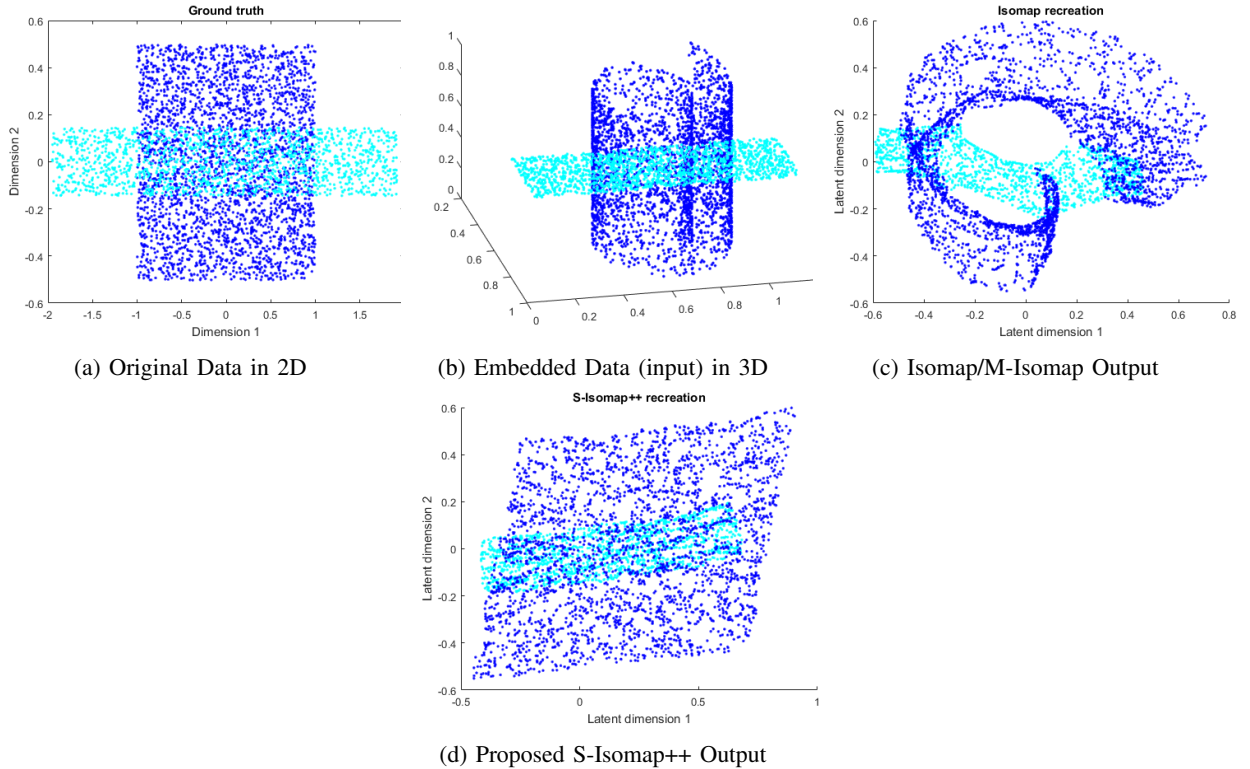 Ground truth
0.6
0.4
0.2
0
-0.2
-0.4
-0.6
Dimension 2
-2 -1.5 -1 -0.5 0 0.5 1 1.5 2
Dimension 1
(a) Original Data in 2D
1
0.8
0.6
0.4
0.2
0
0.2
0.4
0.6
0.8
1
0 0.2 0.4 0.6 0.8 1
(b) Embedded Data (input) in 3D
Isomap recreation
0.6
0.4
0.2
0
-0.2
-0.4
-0.6
Latent dimension 2
-0.6 -0.4 -0.2 0 0.2 0.4 0.6 0.8
Latent dimension 1
(c) Isomap/M-Isomap Output
S-Isomap++ recreation
0.6
0.4
0.2
0
-0.2
-0.4
-0.6
Latent dimension 2
-0.5 0 0.5 1
Latent dimension 1
(d) Proposed S-Isomap++ Output